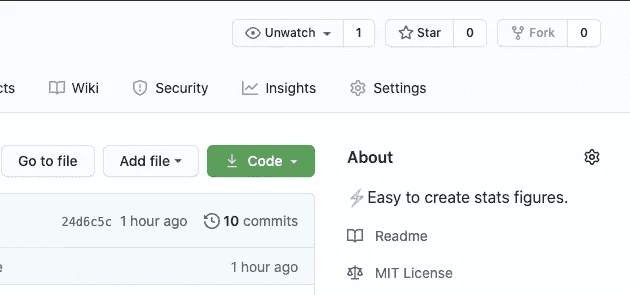 Unwatch 1 Star 0 Fork 0
cts Wiki Security Insights Settings
Go to file Add file Code About
⚡Easy to create stats figures.
24d6c5c 1 hour ago 10 commits
Readme
e 1 hour ago
MIT License